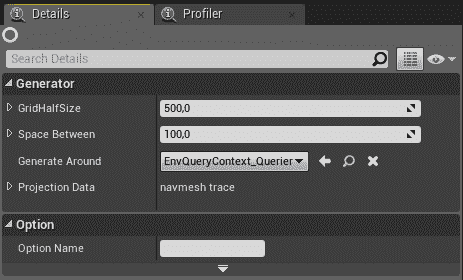 Details
Profiler
Search Details
Generator
GridHalfSize 500,0
Space Between 100,0
Generate Around EnvQueryContext_Querier
Projection Data navmesh trace
Option
Option Name